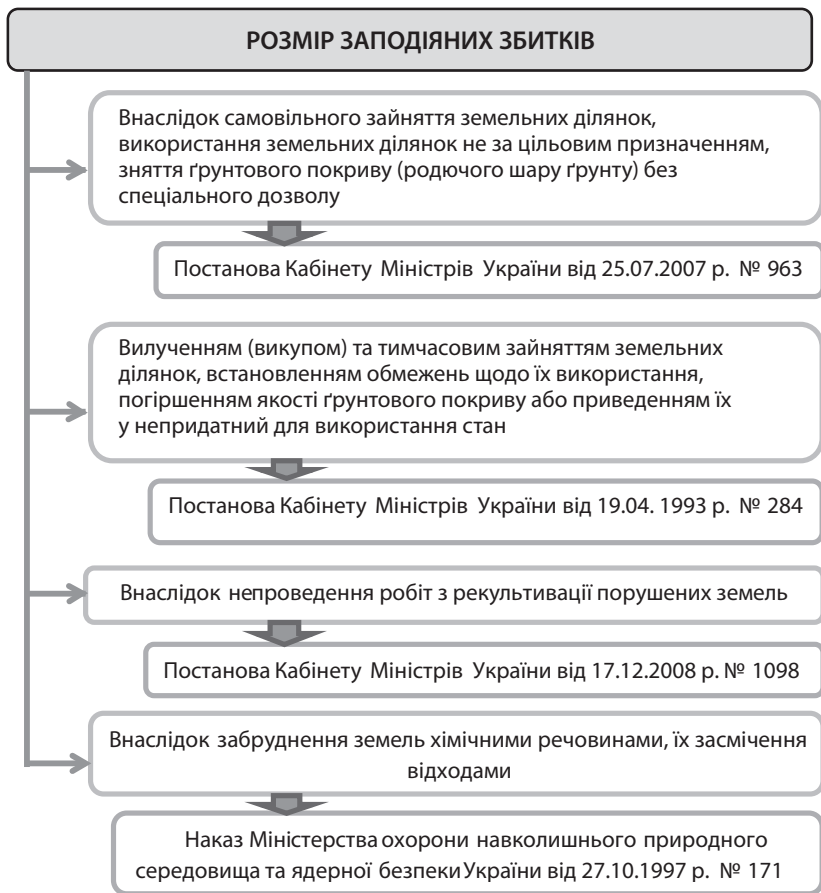 РОЗМІР ЗАПОДІЯНИХ ЗБИТКІВ
Внаслідок самовільного зайняття земельних ділянок,
використання земельних ділянок не за цільовим призначенням,
зняття ґрунтового покриву (родючого шару ґрунту) без
спеціального дозволу
Постанова Кабінету Міністрів України від 25.07.2007 р. № 963
Вилученням (викупом) та тимчасовим зайняттям земельних
ділянок, встановленням обмежень щодо їх використання,
погіршенням якості ґрунтового покриву або приведенням їх
у непридатний для використання стан
Постанова Кабінету Міністрів України від 19.04. 1993 р. № 284
Внаслідок непроведення робіт з рекультивації порушених земель
Постанова Кабінету Міністрів України від 17.12.2008 р. № 1098
Внаслідок забруднення земель хімічними речовинами, їх засмічення
відходами
Наказ Міністерства охорони навколишнього природного
середовища та ядерної безпеки України від 27.10.1997 р. № 171